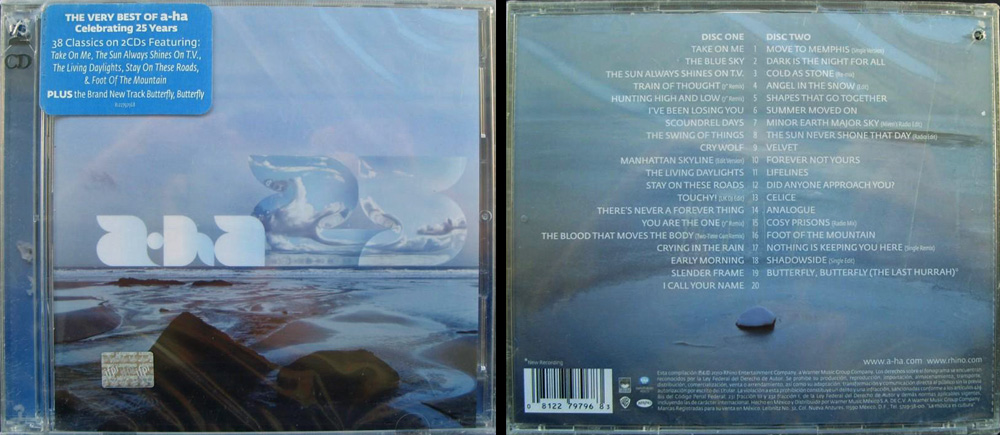 THE VERY BEST OF a-ha
Celebrating 25 Years
38 Classics on 2CDs Featuring:
Take On Me, The Sun Always Shines On T.V.,
The Living Daylights, Stay On These Roads,
& Foot Of The Mountain
PLUS the Brand New Track Butterfly, Butterfly
CD
25
a-ha
DISC ONE DISC TWO
TAKE ON ME 1 MOVE TO MEMPHIS (Single Version)
THE BLUE SKY 2 DARK IS THE NIGHT FOR ALL
THE SUN ALWAYS SHINES ON T.V. 3 COLD AS STONE (Remix)
TRAIN OF THOUGHT (7" Remix) 4 ANGEL IN THE SNOW (Edit)
HUNTING HIGH AND LOW (7" Remix) 5 SHAPES THAT GO TOGETHER
I'VE BEEN LOSING YOU 6 SUMMER MOVED ON
SCOUNDREL DAYS 7 MINOR EARTH MAJOR SKY (Niven's Radio Edit)
THE SWING OF THINGS 8 THE SUN NEVER SHONE THAT DAY (Radio Edit)
CRY WOLF 9 VELVET
MANHATTAN SKYLINE (Edit Version) 10 FOREVER NOT YOURS
THE LIVING DAYLIGHTS 11 LIFELINES
STAY ON THESE ROADS 12 DID ANYONE APPROACH YOU?
TOUCHY! (UK DJ Edit) 13 CELICE
THERE'S NEVER A FOREVER THING 14 ANALOGUE
YOU ARE THE ONE (7" Remix) 15 COSY PRISONS (Radio Mix)
THE BLOOD THAT MOVES THE BODY (Two-Time Gun Remix) 16 FOOT OF THE MOUNTAIN
CRYING IN THE RAIN 17 NOTHING IS KEEPING YOU HERE (Single Remix)
EARLY MORNING 18 SHADOWSIDE (Single Edit)
SLENDER FRAME 19 BUTTERFLY, BUTTERFLY (THE LAST HURRAH)*
I CALL YOUR NAME 20
*New Recording
www.a-ha.com www.rhino.com
0 81227 97968 3